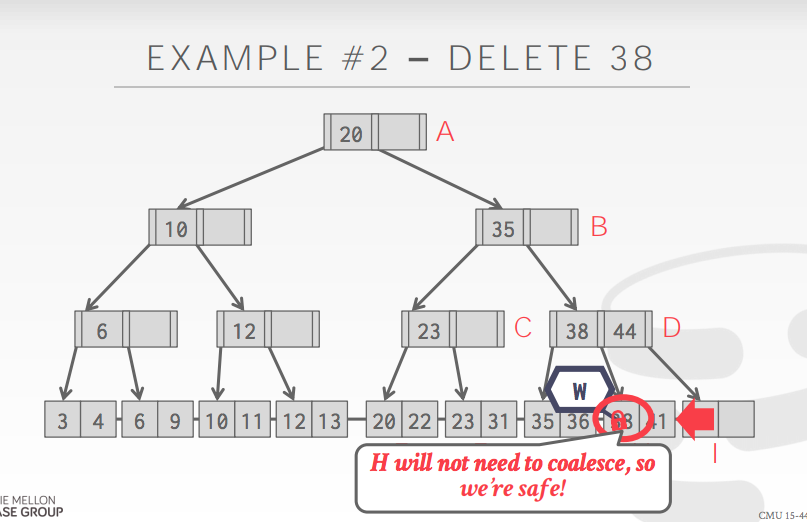 EXAMPLE #2 – DELETE 38
20 A
10 35 B
6 12 23 C 38 44 D
W
3 4 6 9 10 11 12 13 20 22 23 31 35 36 38 41
I
H will not need to coalesce, so
we're safe!
IE MELLON
ASE GROUP
CMU 15-44